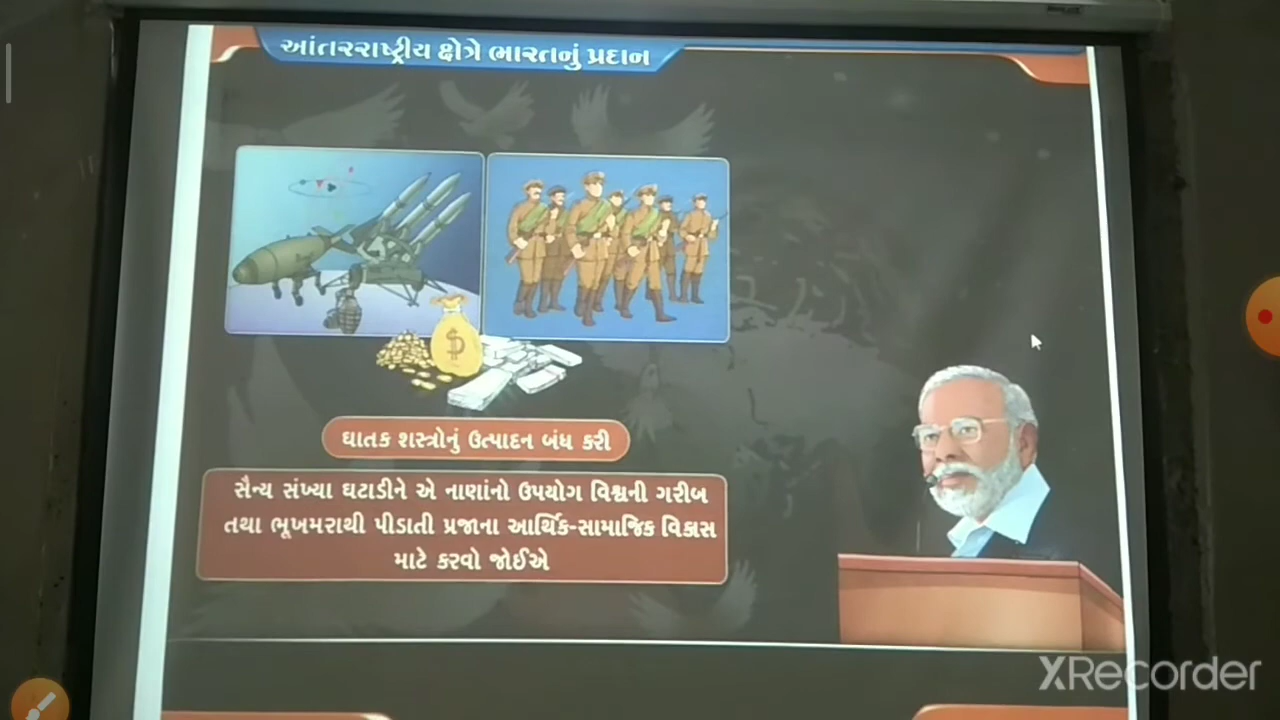 આંતરરાષ્ટ્રીય ક્ષેત્રે ભારતનું પ્રદાન
$
ઘાતક શસ્ત્રોનું ઉત્પાદન બંધ કરી
સૈન્ય સંખ્યા ઘટાડીને એ નાણાંનો ઉપયોગ વિશ્વની ગરીબ
તથા ભૂખમરાથી પીડાતી પ્રજાના આર્થિક-સામાજિક વિકાસ
માટે કરવો જોઈએ
XRecorder